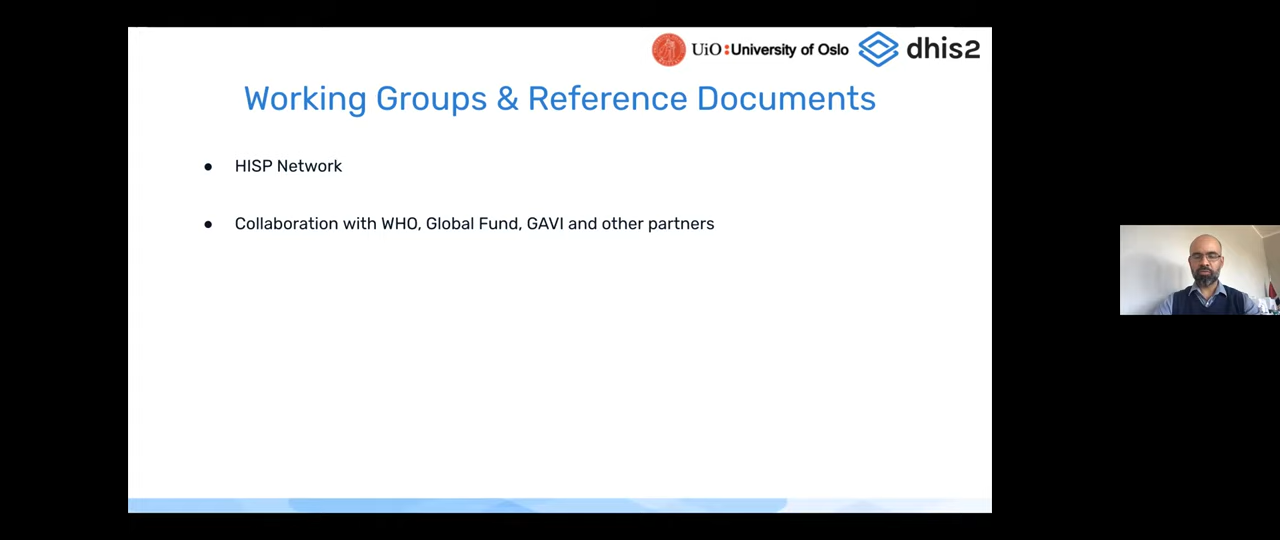 UiO:University of Oslo dhis2
Working Groups & Reference Documents
● HISP Network
● Collaboration with WHO, Global Fund, GAVI and other partners